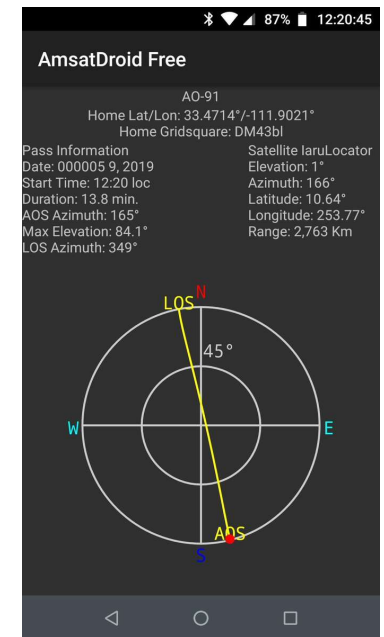 87% 12:20:45
AmsatDroid Free
AO-91
Home Lat/Lon: 33.4714°/-111.9021°
Home Gridsquare: DM43bl
Pass Information
Date: 000005 9, 2019
Start Time: 12:20 loc
Duration: 13.8 min.
AOS Azimuth: 165°
Max Elevation: 84.1°
LOS Azimuth: 349°
Satellite IaruLocator
Elevation: 1°
Azimuth: 166°
Latitude: 10.64°
Longitude: 253.77°
Range: 2,763 Km
N
LOS
45°
W
E
AOS
S